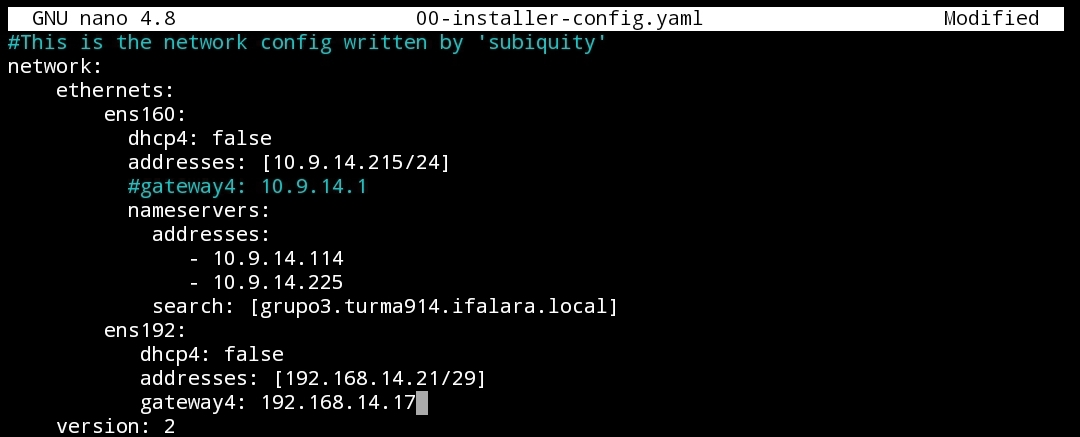 GNU nano 4.8 00-installer-config.yaml Modified
#This is the network config written by 'subiquity'
network:
    ethernets:
        ens160:
          dhcp4: false
          addresses: [10.9.14.215/24]
          #gateway4: 10.9.14.1
          nameservers:
            addresses:
               - 10.9.14.114
               - 10.9.14.225
            search: [grupo3.turma914.ifalara.local]
        ens192:
           dhcp4: false
           addresses: [192.168.14.21/29]
           gateway4: 192.168.14.17
    version: 2